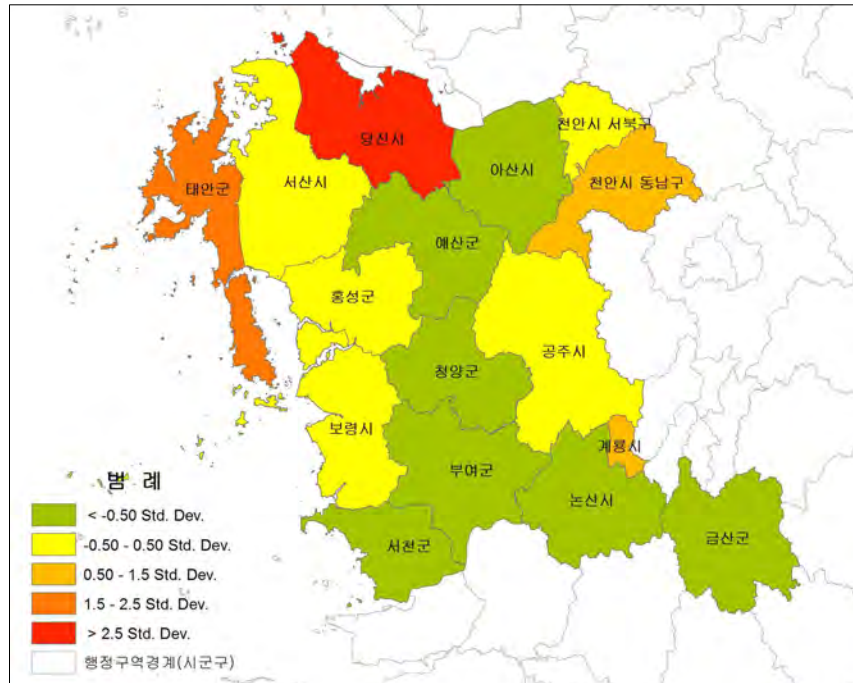 당진시
천안시 서북구
아산시
태안군
서산시
천안시 동남구
예산군
홍성군
공주시
청양군
보령시
계룡시
부여군
논산시
금산군
서천군
범 례
< -0.50 Std. Dev.
-0.50 - 0.50 Std. Dev.
0.50 - 1.5 Std. Dev.
1.5 - 2.5 Std. Dev.
> 2.5 Std. Dev.
행정구역경계(시군구)